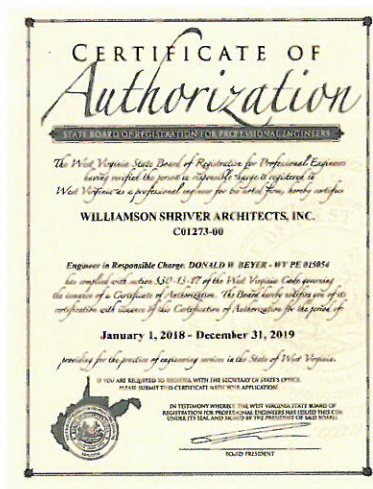 CERTIFICATE OF
Authorization
STATE BOARD OF REGISTRATION FOR PROFESSIONAL ENGINEERS
The West Virginia State Board of Registration for Professional Engineers
having verified the person in responsible charge is registered in
West Virginia as a professional engineer for the noted firm, hereby certifies
WILLIAMSON SHRIVER ARCHITECTS, INC.
C01273-00
Engineer in Responsible Charge: DONALD W BEYER - WV PE 015054
has complied with section §30-13-17 of the West Virginia Code governing
the issuance of a Certificate of Authorization. The Board hereby notifies you of its
certification with issuance of this Certification of Authorization for the period of:
January 1, 2018 - December 31, 2019
providing for the practice of engineering services in the State of West Virginia.
IF YOU ARE REQUIRED TO REGISTER WITH THE SECRETARY OF STATE'S OFFICE,
PLEASE SUBMIT THIS CERTIFICATE WITH YOUR APPLICATION.
IN TESTIMONY WHEREOF THE WEST VIRGINIA STATE BOARD OF
REGISTRATION FOR PROFESSIONAL ENGINEERS HAS ISSUED THIS COA
UNDER ITS SEAL AND SIGNED BY THE PRESIDENT OF SAID BOARD.
BOARD PRESIDENT